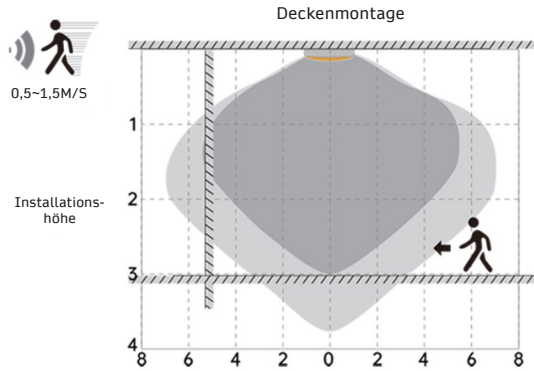 Deckenmontage
0,5~1,5M/S
1
Installations-
höhe
2
3
4
8 6 4 2 0 2 4 6 8